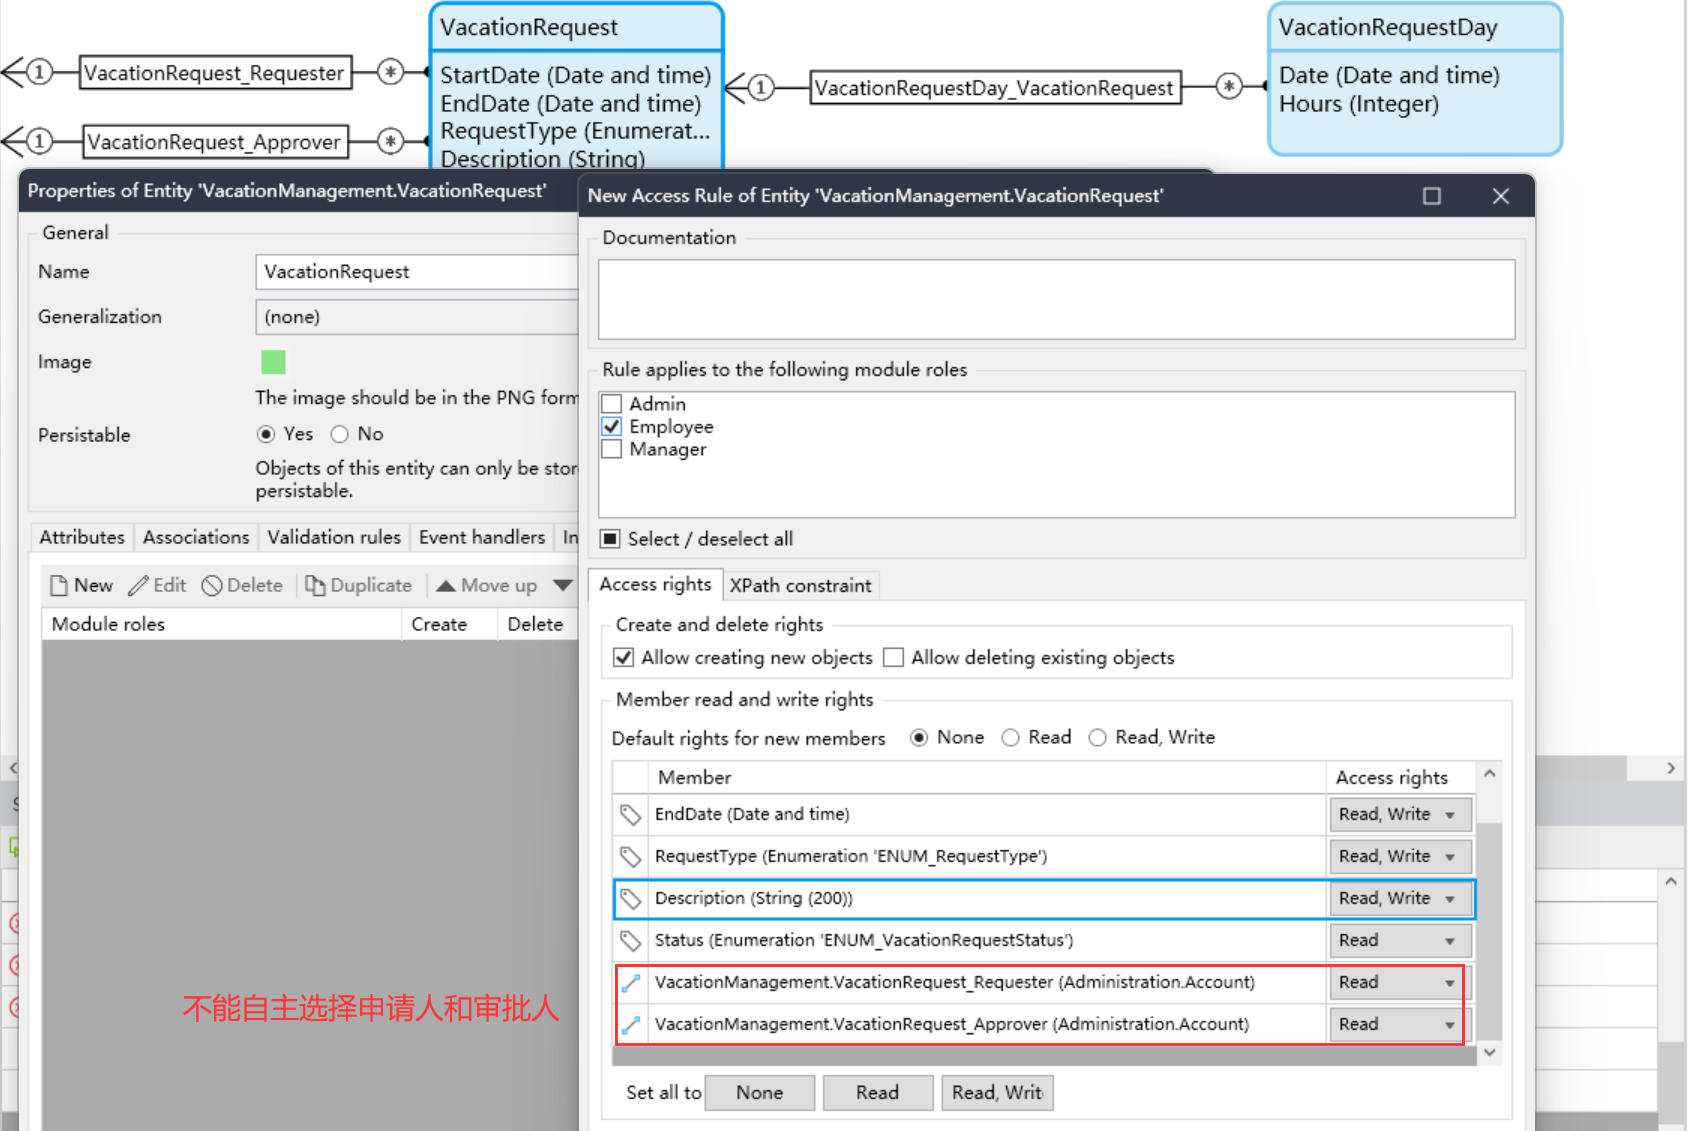 VacationRequest
StartDate (Date and time)
EndDate (Date and time)
RequestType (Enumerat...
Description (String)
1
VacationRequest_Requester
*
1
VacationRequest_Approver
*
1
VacationRequestDay_VacationRequest
*
VacationRequestDay
Date (Date and time)
Hours (Integer)
Properties of Entity 'VacationManagement.VacationRequest'
General
Name
VacationRequest
Generalization
(none)
Image
The image should be in the PNG form
Persistable
Yes
No
Objects of this entity can only be stor
persistable.
Attributes
Associations
Validation rules
Event handlers
In
New
Edit
Delete
Duplicate
Move up
Module roles
Create
Delete
不能自主选择申请人和审批人
New Access Rule of Entity 'VacationManagement.VacationRequest'
Documentation
Rule applies to the following module roles
Admin
Employee
Manager
Select / deselect all
Access rights
XPath constraint
Create and delete rights
Allow creating new objects
Allow deleting existing objects
Member read and write rights
Default rights for new members
None
Read
Read, Write
Member
Access rights
EndDate (Date and time)
Read, Write
RequestType (Enumeration 'ENUM_RequestType')
Read, Write
Description (String (200))
Read, Write
Status (Enumeration 'ENUM_VacationRequestStatus')
Read
VacationManagement.VacationRequest_Requester (Administration.Account)
Read
VacationManagement.VacationRequest_Approver (Administration.Account)
Read
Set all to
None
Read
Read, Writ